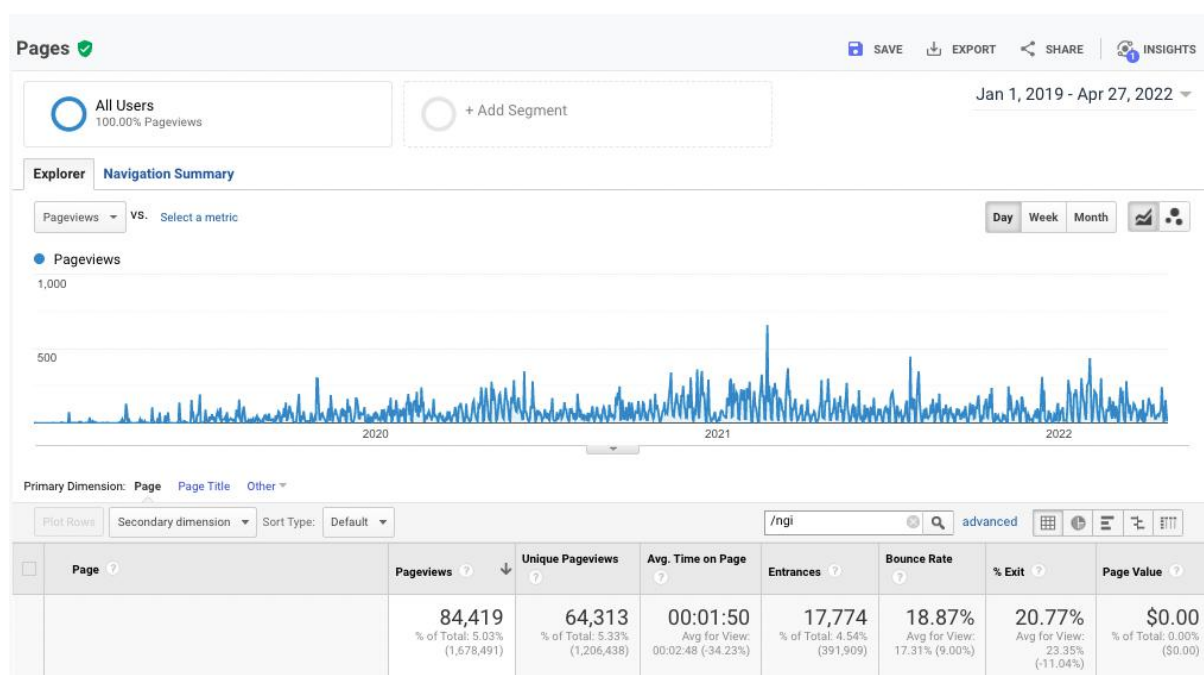 Pages
SAVE EXPORT SHARE 1 INSIGHTS
All Users
100.00% Pageviews
+ Add Segment
Jan 1, 2019 - Apr 27, 2022
Explorer Navigation Summary
Pageviews VS. Select a metric
Day Week Month
Pageviews
1,000
500
2020 2021 2022
Primary Dimension: Page Page Title Other
Plot Rows Secondary dimension Sort Type: Default /ngi advanced
Page ? Pageviews ? Unique Pageviews ? Avg. Time on Page ? Entrances ? Bounce Rate ? % Exit ? Page Value ?
84,419 64,313 00:01:50 17,774 18.87% 20.77% $0.00
% of Total: 5.03% % of Total: 5.33% Avg for View: % of Total: 4.54% Avg for View: Avg for View: % of Total: 0.00%
(1,678,491) (1,206,438) 00:02:48 (-34.23%) (391,909) 17.31% (9.00%) 23.35% ($0.00)
(-11.04%)